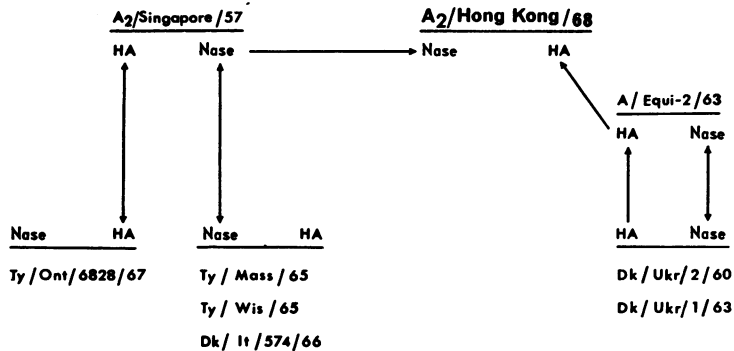 A2/Singapore/57 A2/Hong Kong/68
HA Nase Nase HA
A/Equi-2/63
HA Nase
Nase HA Nase HA HA Nase
Ty/Ont/6828/67 Ty/Mass/65 Dk/Ukr/2/60
Ty/Wis/65 Dk/Ukr/1/63
Dk/It/574/66